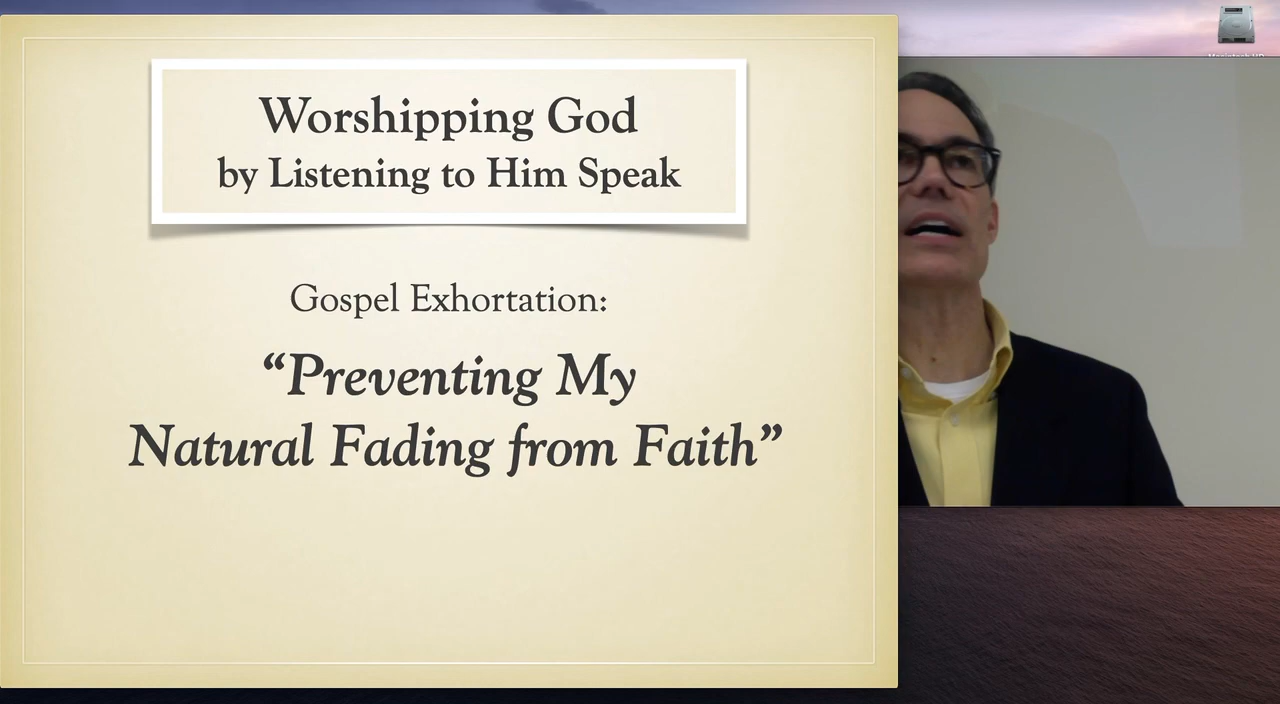 Worshipping God
by Listening to Him Speak
Gospel Exhortation:
“Preventing My
Natural Fading from Faith”